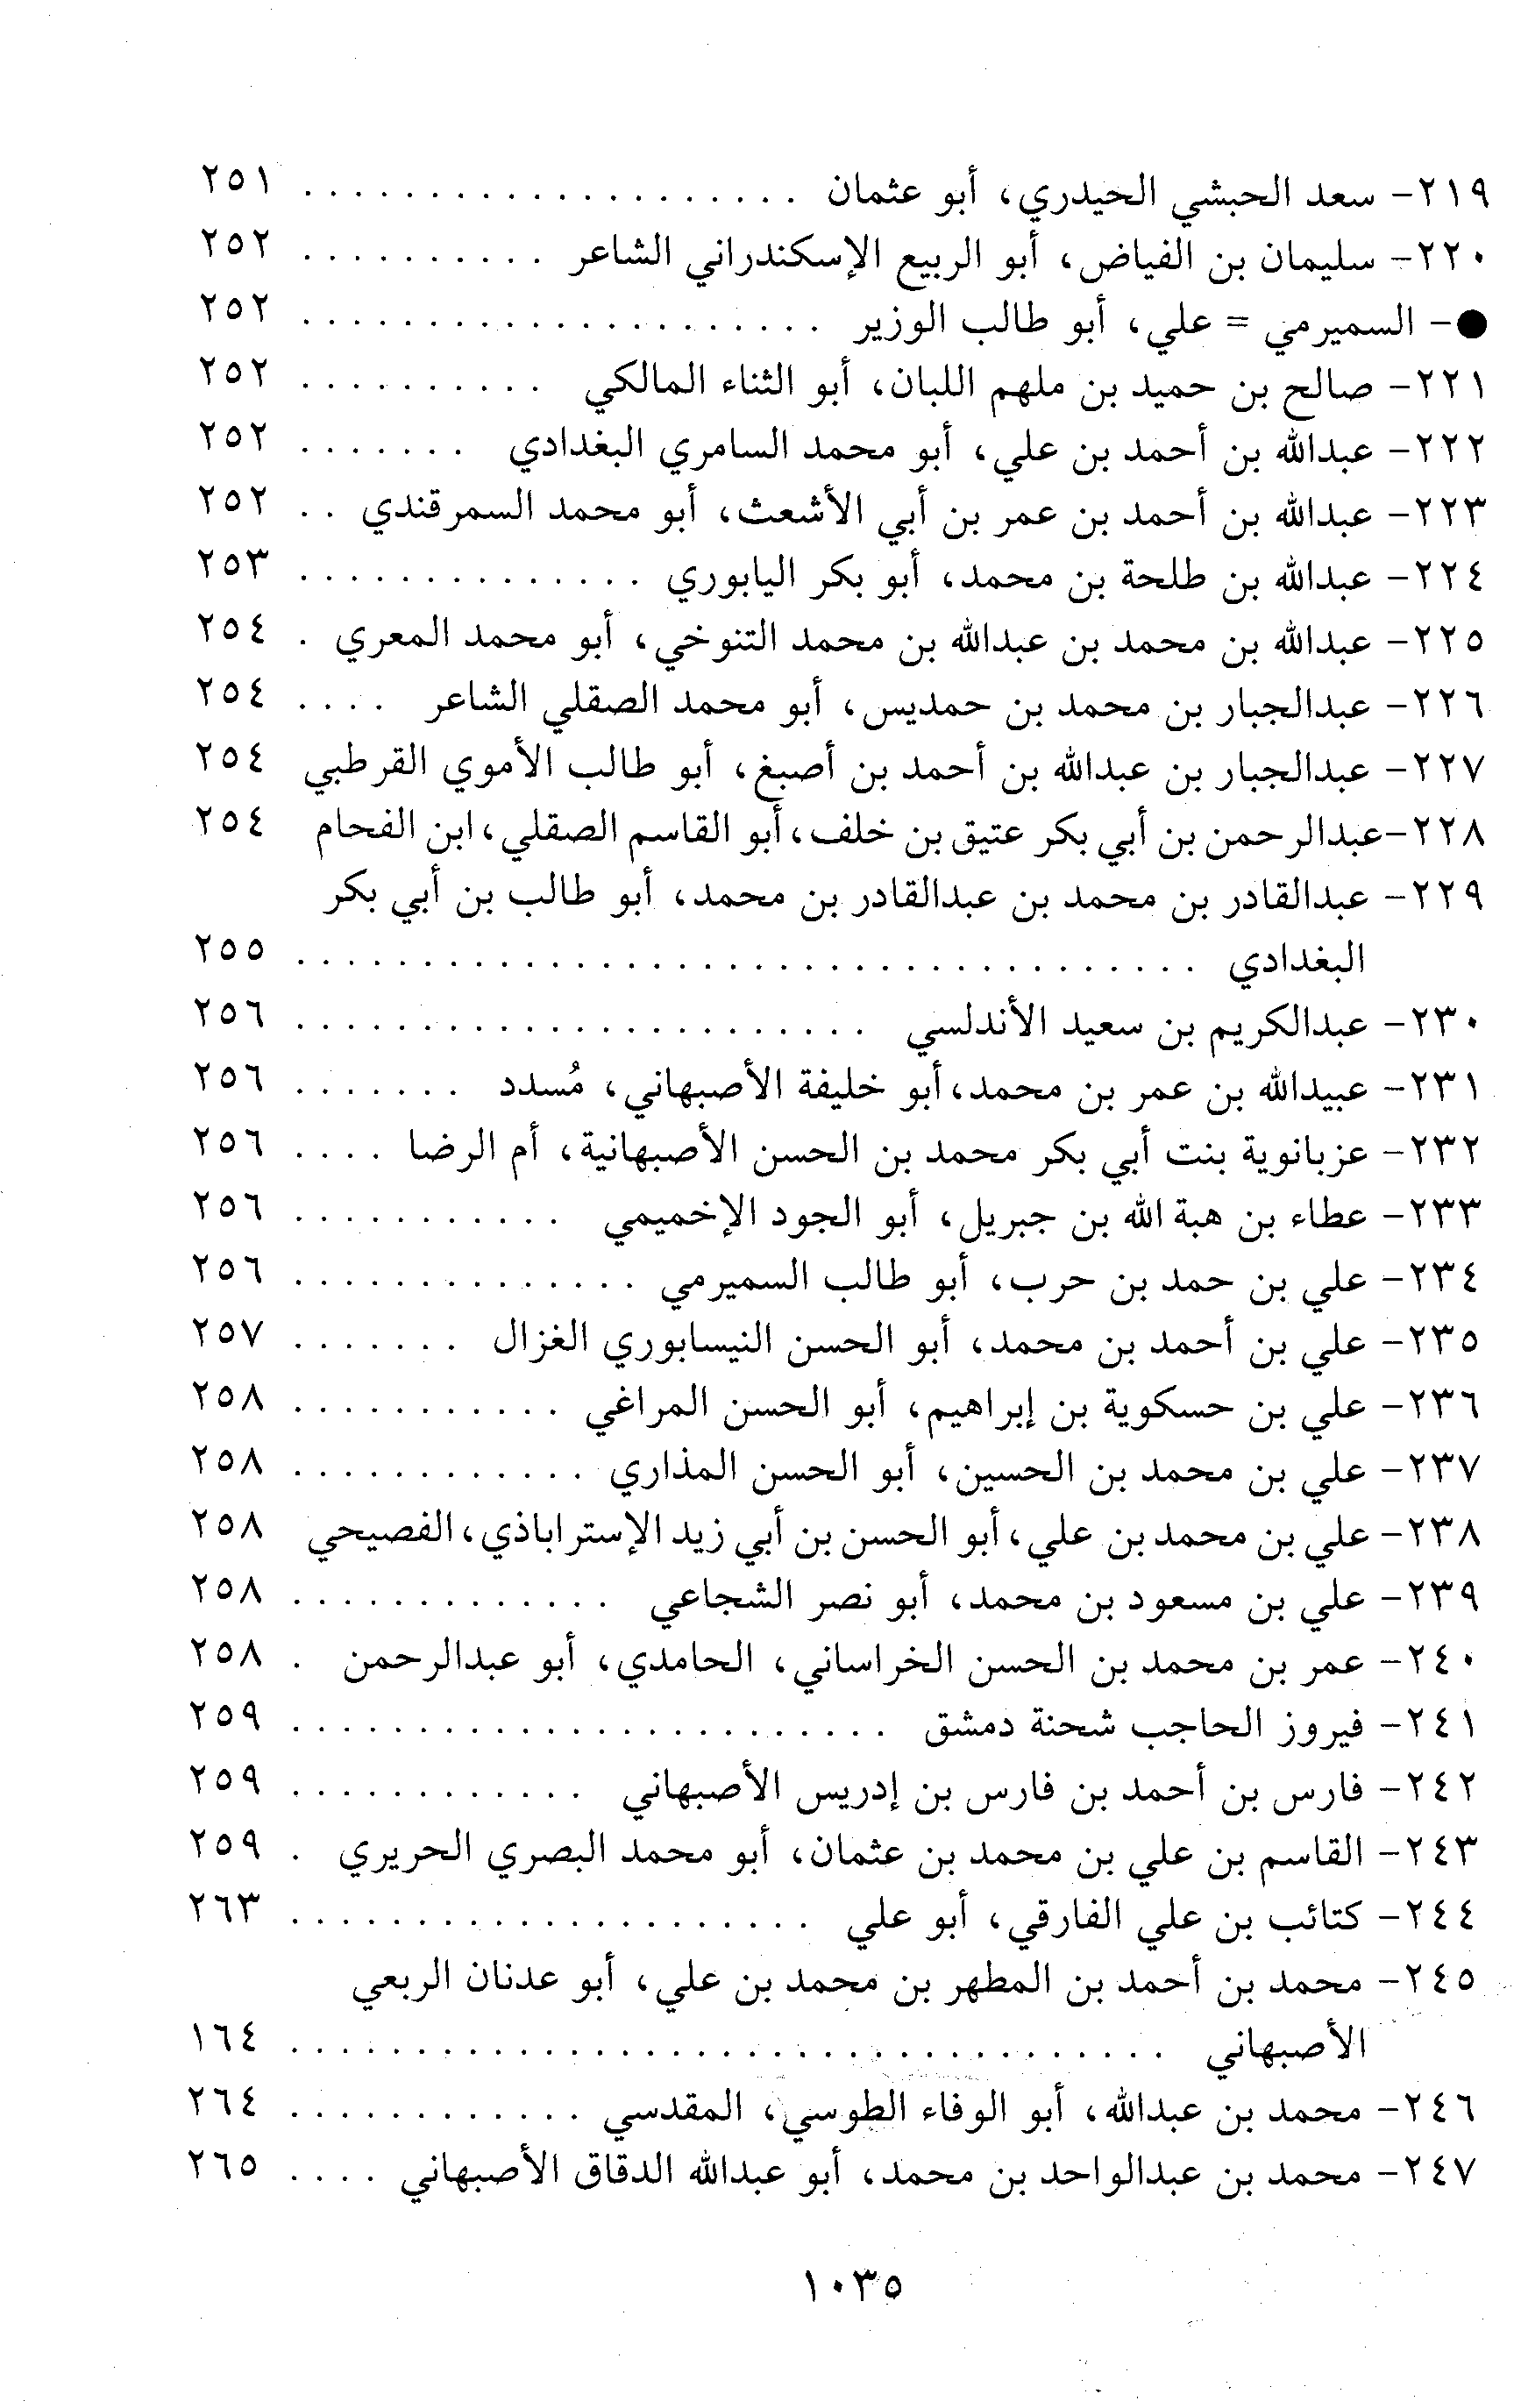 ٢١٩- سعد الحبشي الحيدري، أبو عثمان . . . . . . . . . . . . . . . . . . . . ٢٥١
٢٢٠- سليمان بن الفياض، أبو الربيع الإسكندراني الشاعر . . . . . . . . . . ٢٥٢
●- السميرمي = علي، أبو طالب الوزير . . . . . . . . . . . . . . . . . . . . . ٢٥٢
٢٢١- صالح بن حميد بن ملهم اللبان، أبو الثناء المالكي . . . . . . . . . . ٢٥٢
٢٢٢- عبدالله بن أحمد بن علي، أبو محمد السامري البغدادي . . . . . . . ٢٥٢
٢٢٣- عبدالله بن أحمد بن عمر بن أبي الأشعث، أبو محمد السمرقندي . . ٢٥٢
٢٢٤- عبدالله بن طلحة بن محمد، أبو بكر اليابوري . . . . . . . . . . . . . . ٢٥٣
٢٢٥- عبدالله بن محمد بن عبدالله بن محمد التنوخي، أبو محمد المعري . ٢٥٤
٢٢٦- عبدالجبار بن محمد بن حمديس، أبو محمد الصقلي الشاعر . . . . ٢٥٤
٢٢٧- عبدالجبار بن عبدالله بن أحمد بن أصبغ، أبو طالب الأموي القرطبي ٢٥٤
٢٢٨- عبدالرحمن بن أبي بكر عتيق بن خلف، أبو القاسم الصقلي، ابن الفحام ٢٥٤
٢٢٩- عبدالقادر بن محمد بن عبدالقادر بن محمد، أبو طالب بن أبي بكر
البغدادي . . . . . . . . . . . . . . . . . . . . . . . . . . . . . . . . . . . . ٢٥٥
٢٣٠- عبدالكريم بن سعيد الأندلسي . . . . . . . . . . . . . . . . . . . . . . . ٢٥٦
٢٣١- عبيدالله بن عمر بن محمد، أبو خليفة الأصبهاني، مُسدد . . . . . . . ٢٥٦
٢٣٢- عزبانوية بنت أبي بكر محمد بن الحسن الأصبهانية، أم الرضا . . . . ٢٥٦
٢٣٣- عطاء بن هبة الله بن جبريل، أبو الجود الإخميمي . . . . . . . . . . . ٢٥٦
٢٣٤- علي بن حمد بن حرب، أبو طالب السميرمي . . . . . . . . . . . . . . ٢٥٦
٢٣٥- علي بن أحمد بن محمد، أبو الحسن النيسابوري الغزال . . . . . . . ٢٥٧
٢٣٦- علي بن حسكوية بن إبراهيم، أبو الحسن المراغي . . . . . . . . . . . ٢٥٨
٢٣٧- علي بن محمد بن الحسين، أبو الحسن المذاري . . . . . . . . . . . . ٢٥٨
٢٣٨- علي بن محمد بن علي، أبو الحسن بن أبي زيد الإستراباذي، الفصيحي ٢٥٨
٢٣٩- علي بن مسعود بن محمد، أبو نصر الشجاعي . . . . . . . . . . . . . ٢٥٨
٢٤٠- عمر بن محمد بن الحسن الخراساني، الحامدي، أبو عبدالرحمن . ٢٥٨
٢٤١- فيروز الحاجب شحنة دمشق . . . . . . . . . . . . . . . . . . . . . . . . ٢٥٩
٢٤٢- فارس بن أحمد بن فارس بن إدريس الأصبهاني . . . . . . . . . . . . ٢٥٩
٢٤٣- القاسم بن علي بن محمد بن عثمان، أبو محمد البصري الحريري . ٢٥٩
٢٤٤- كتائب بن علي الفارقي، أبو علي . . . . . . . . . . . . . . . . . . . . . ٢٦٣
٢٤٥- محمد بن أحمد بن المطهر بن محمد بن علي، أبو عدنان الربعي
الأصبهاني . . . . . . . . . . . . . . . . . . . . . . . . . . . . . . . . . . . ١٦٤
٢٤٦- محمد بن عبدالله، أبو الوفاء الطوسي، المقدسي . . . . . . . . . . . . ٢٦٤
٢٤٧- محمد بن عبدالواحد بن محمد، أبو عبدالله الدقاق الأصبهاني . . . . ٢٦٥
١٠٣٥